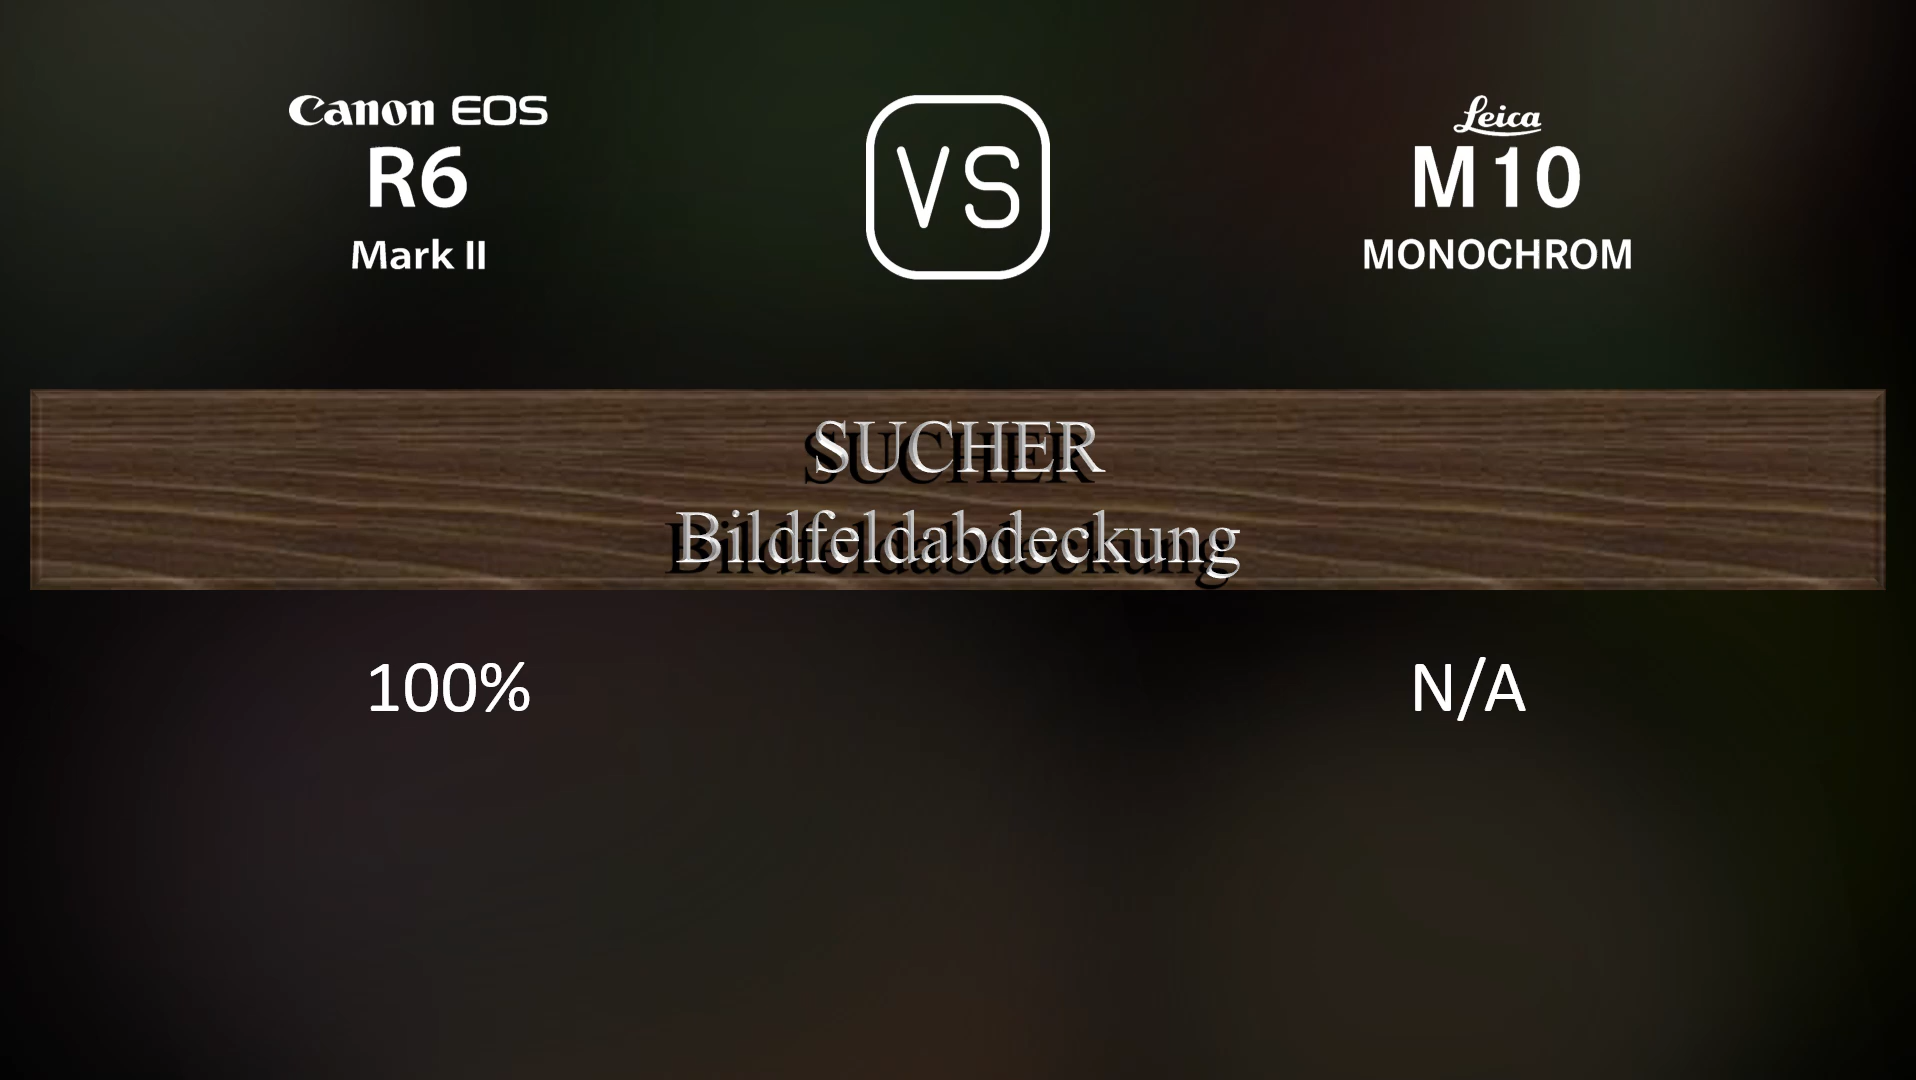 Canon EOS
R6
Mark II
VS
Leica
M10
MONOCHROM
SUCHER
Bildfeldabdeckung
100%
N/A